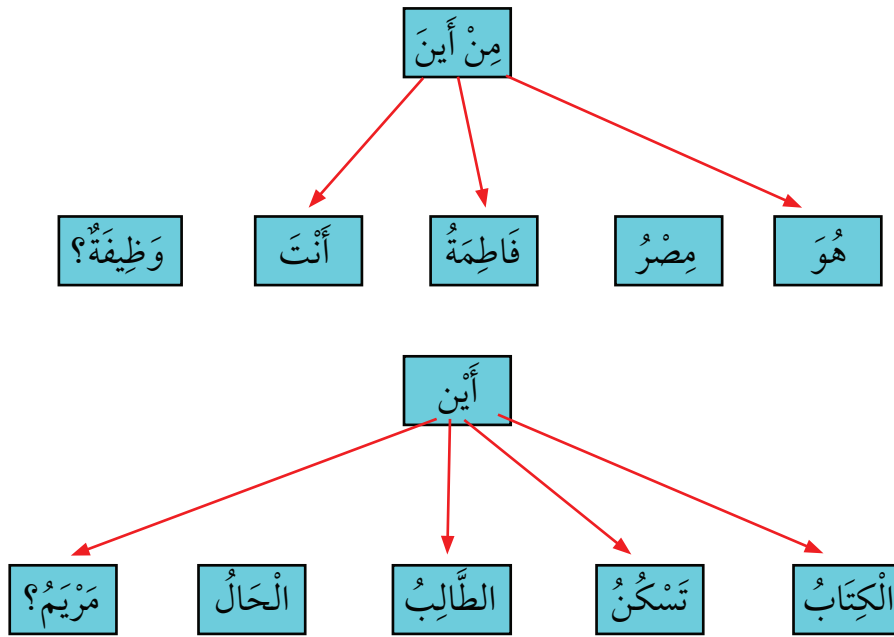 مِنْ أَينَ
هُوَ
مِصْرُ
فَاطِمَةُ
أَنْتَ
وَظِيفَةٌ؟
أَيْن
الْكِتَابُ
تَسْكُنُ
الطَّالِبُ
الْحَالُ
مَرْيَمُ؟